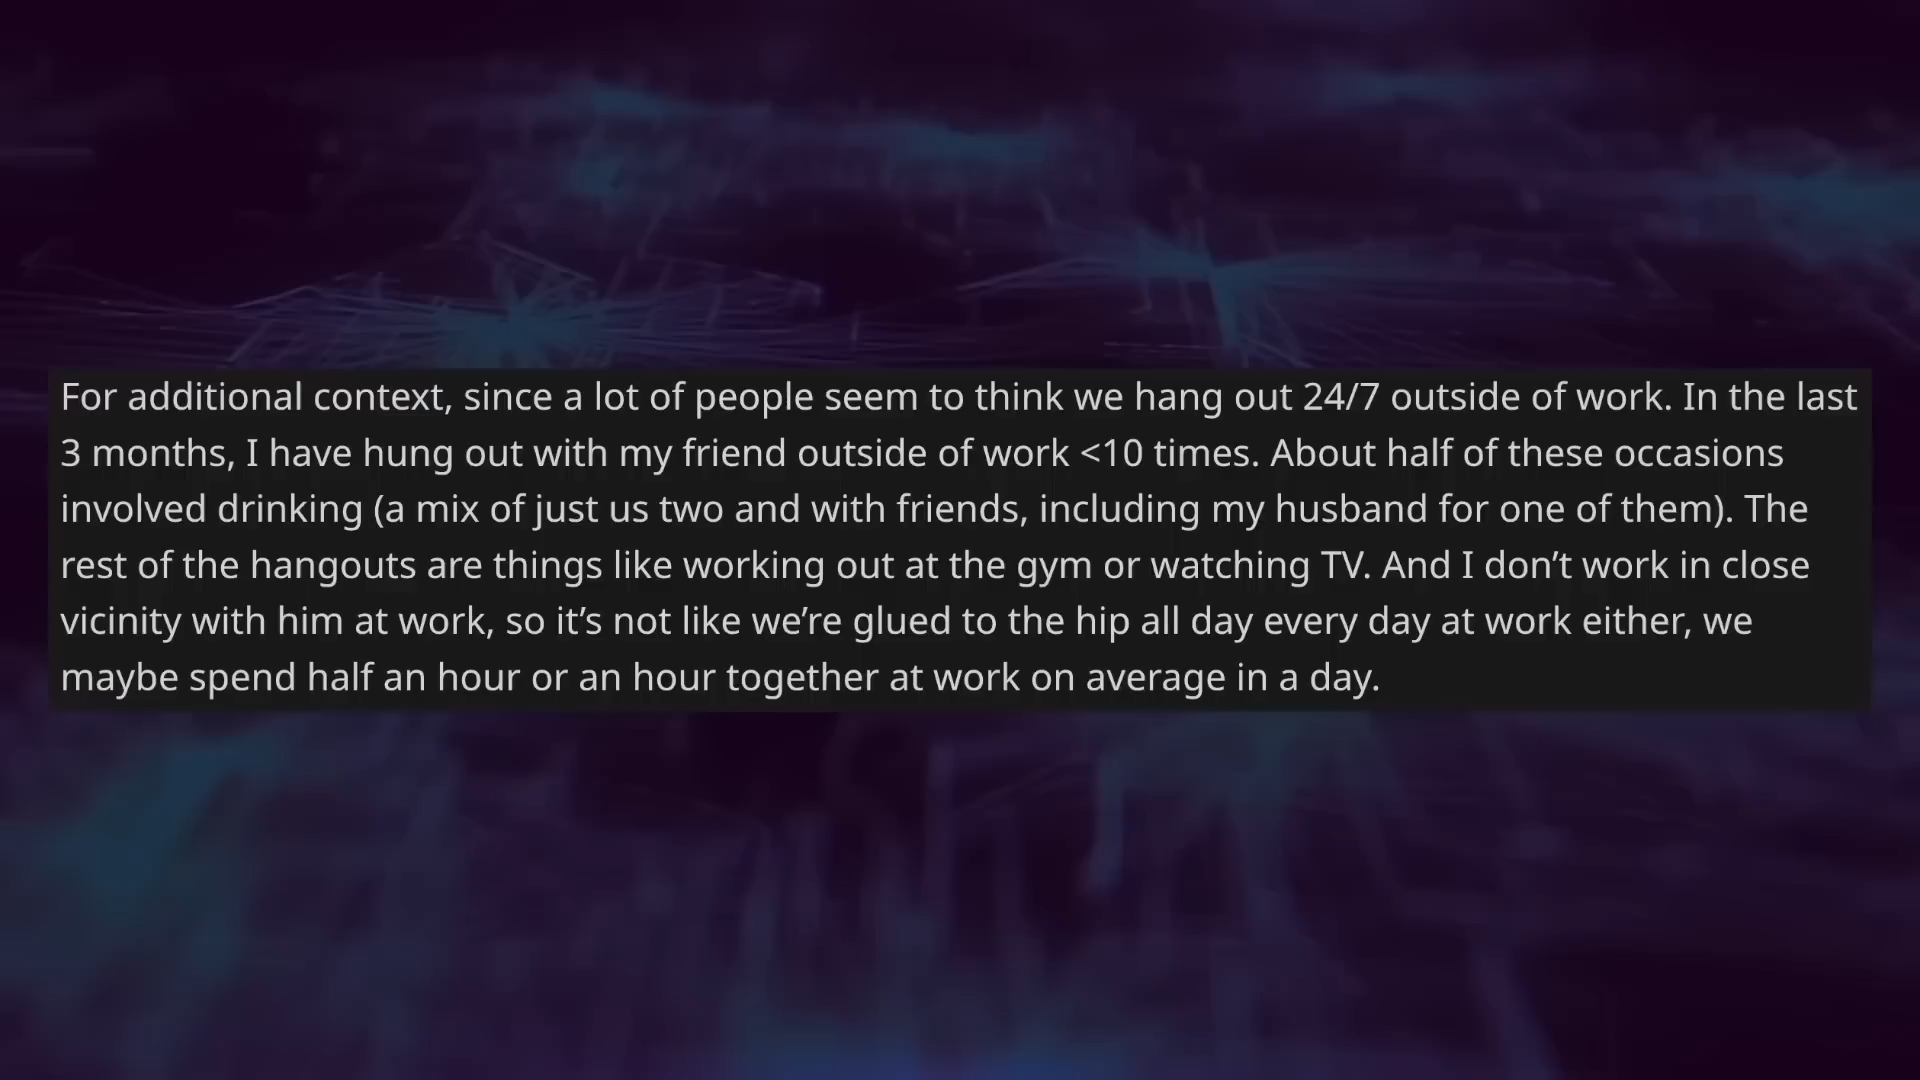 For additional context, since a lot of people seem to think we hang out 24/7 outside of work. In the last
3 months, I have hung out with my friend outside of work <10 times. About half of these occasions
involved drinking (a mix of just us two and with friends, including my husband for one of them). The
rest of the hangouts are things like working out at the gym or watching TV. And I don’t work in close
vicinity with him at work, so it’s not like we’re glued to the hip all day every day at work either, we
maybe spend half an hour or an hour together at work on average in a day.